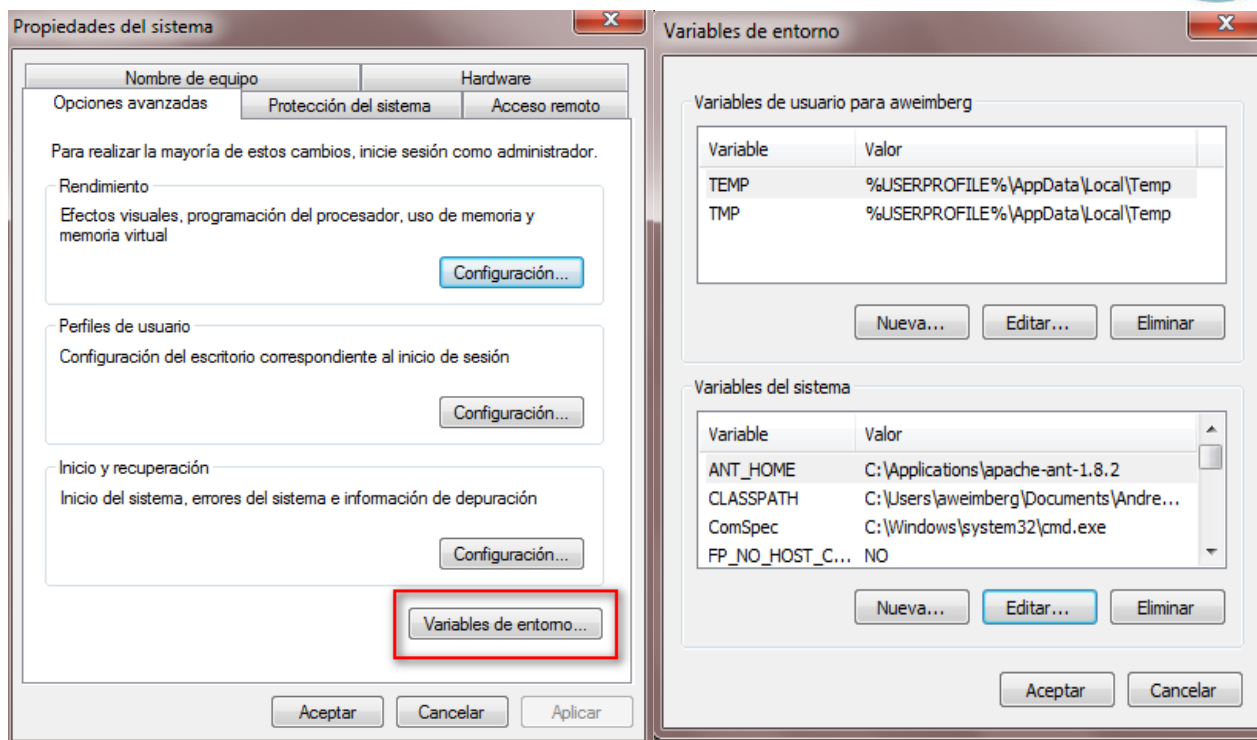 Propiedades del sistema
Nombre de equipo
Hardware
Opciones avanzadas
Protección del sistema
Acceso remoto
Para realizar la mayoría de estos cambios, inicie sesión como administrador.
Rendimiento
Efectos visuales, programación del procesador, uso de memoria y
memoria virtual
Configuración...
Perfiles de usuario
Configuración del escritorio correspondiente al inicio de sesión
Configuración...
Inicio y recuperación
Inicio del sistema, errores del sistema e información de depuración
Configuración...
Variables de entorno...
Aceptar
Cancelar
Aplicar
Variables de entorno
Variables de usuario para aweimberg
Variable Valor
TEMP %USERPROFILE%\AppData\Local\Temp
TMP %USERPROFILE%\AppData\Local\Temp
Nueva...
Editar...
Eliminar
Variables del sistema
Variable Valor
ANT_HOME C:\Applications\apache-ant-1.8.2
CLASSPATH C:\Users\aweimberg\Documents\Andre...
ComSpec C:\Windows\system32\cmd.exe
FP_NO_HOST_C... NO
Nueva...
Editar...
Eliminar
Aceptar
Cancelar